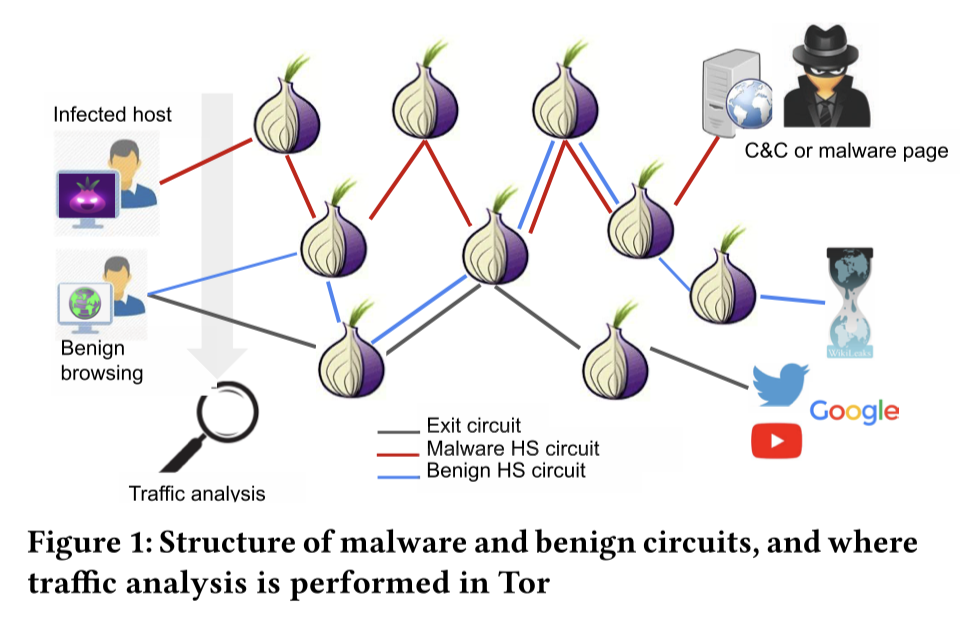 Infected host
C&C or malware page
Benign
browsing
WikiLeaks
Google
Exit circuit
Malware HS circuit
Benign HS circuit
Traffic analysis
Figure 1: Structure of malware and benign circuits, and where
traffic analysis is performed in Tor